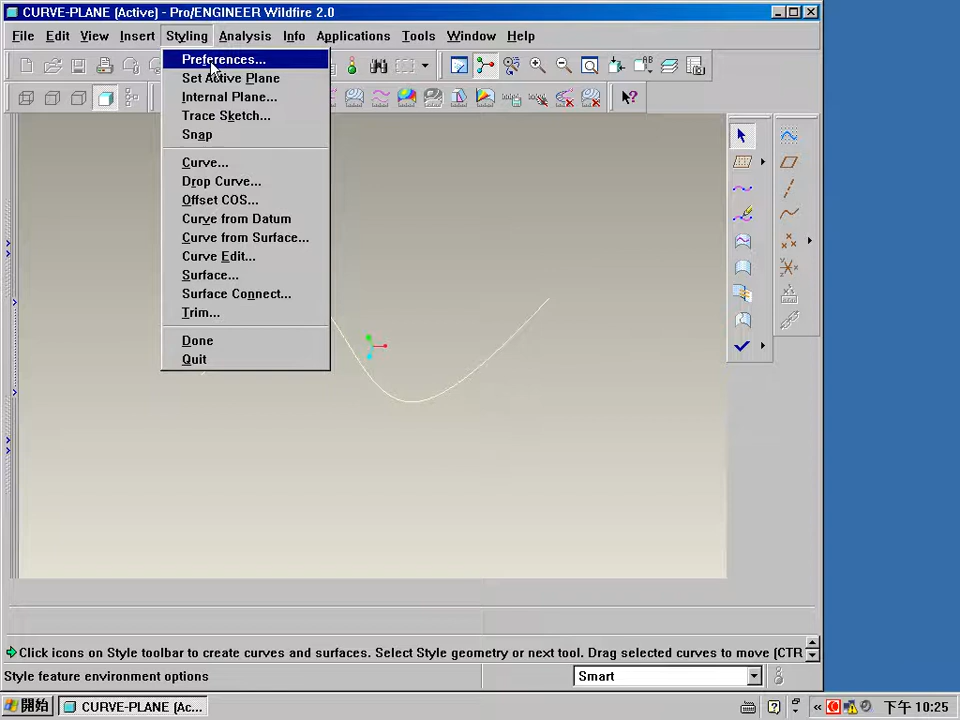 CURVE-PLANE (Active) - Pro/ENGINEER Wildfire 2.0
File Edit View Insert Styling Analysis Info Applications Tools Window Help
Preferences...
Set Active Plane
Internal Plane...
Trace Sketch...
Snap
Curve...
Drop Curve...
Offset COS...
Curve from Datum
Curve from Surface...
Curve Edit...
Surface...
Surface Connect...
Trim...
Done
Quit
Click icons on Style toolbar to create curves and surfaces. Select Style geometry or next tool. Drag selected curves to move (CTR
Style feature environment options
Smart
開始 CURVE-PLANE (Ac... 下午 10:25